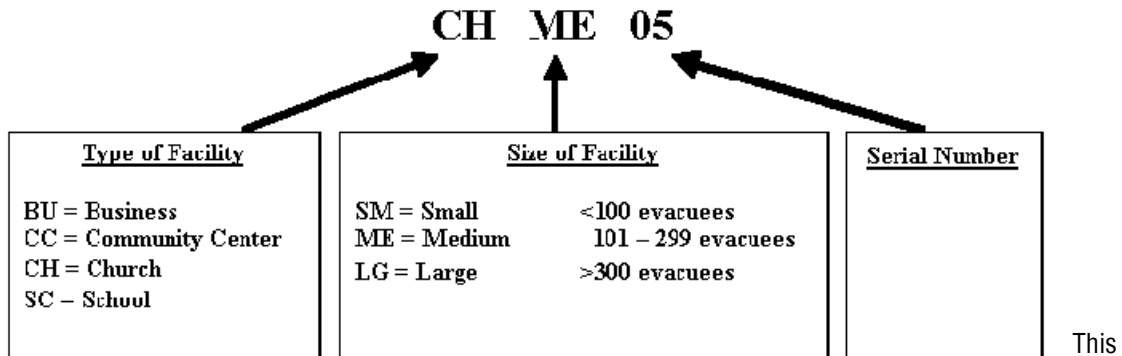 CH ME 05
Type of Facility
BU = Business
CC = Community Center
CH = Church
SC – School
Size of Facility
SM = Small <100 evacuees
ME = Medium 101 – 299 evacuees
LG = Large >300 evacuees
Serial Number
This